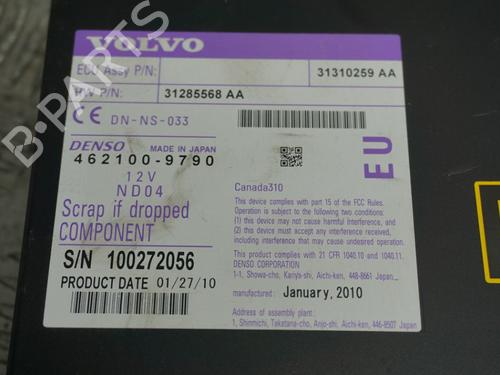 VOLVO
ECU Assy P/N: 31310259 AA
HW P/N: 31285568 AA
CE DN-NS-033
DENSO MADE IN JAPAN
462100-9790
12V
ND04
Scrap if dropped
COMPONENT
S/N 100272056
PRODUCT DATE 01/27/10
EU
Canada310
This device complies with part 15 of the FCC Rules.
Operation is subject to the following two conditions:
(1) this device may not cause harmful Interference, and
(2) this device must accept any interference received,
including interference that may cause undesired operation.
This device complies with 21 CFR 1040.10 and 1040.11.
DENSO CORPORATION
1-1, Showa-cho, Kariya-shi, Aichi-ken, 448-8661 Japan
manufactured: January, 2010
Address of assembly plant:
1, Shinmichi, Takatana-cho, Anjo-shi, Aichi-ken, 446-8507 Japan
B-PARTS